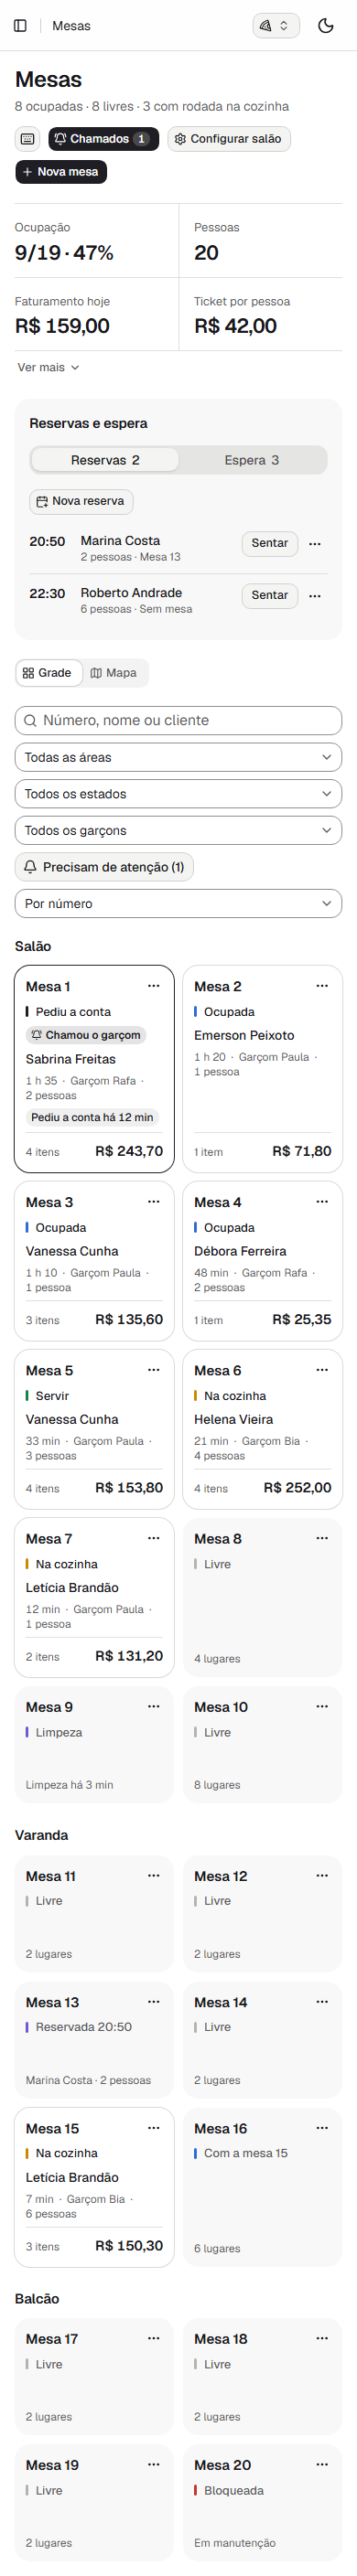 Mesas
Mesas
8 ocupadas · 8 livres · 3 com rodada na cozinha
Chamados 1
Configurar salão
+ Nova mesa
Ocupação
9/19 · 47%
Pessoas
20
Faturamento hoje
R$ 159,00
Ticket por pessoa
R$ 42,00
Ver mais
Reservas e espera
Reservas 2
Espera 3
Nova reserva
20:50
Marina Costa
2 pessoas · Mesa 13
Sentar
22:30
Roberto Andrade
6 pessoas · Sem mesa
Sentar
Grade
Mapa
Número, nome ou cliente
Todas as áreas
Todos os estados
Todos os garçons
Precisam de atenção (1)
Por número
Salão
Mesa 1
Pediu a conta
Chamou o garçom
Sabrina Freitas
1 h 35 · Garçom Rafa ·
2 pessoas
Pediu a conta há 12 min
4 itens
R$ 243,70
Mesa 2
Ocupada
Emerson Peixoto
1 h 20 · Garçom Paula ·
1 pessoa
1 item
R$ 71,80
Mesa 3
Ocupada
Vanessa Cunha
1 h 10 · Garçom Paula ·
1 pessoa
3 itens
R$ 135,60
Mesa 4
Ocupada
Débora Ferreira
48 min · Garçom Rafa ·
2 pessoas
1 item
R$ 25,35
Mesa 5
Servir
Vanessa Cunha
33 min · Garçom Paula ·
3 pessoas
4 itens
R$ 153,80
Mesa 6
Na cozinha
Helena Vieira
21 min · Garçom Bia ·
4 pessoas
4 itens
R$ 252,00
Mesa 7
Na cozinha
Letícia Brandão
12 min · Garçom Paula ·
1 pessoa
2 itens
R$ 131,20
Mesa 8
Livre
4 lugares
Mesa 9
Limpeza
Limpeza há 3 min
Mesa 10
Livre
8 lugares
Varanda
Mesa 11
Livre
2 lugares
Mesa 12
Livre
2 lugares
Mesa 13
Reservada 20:50
Marina Costa · 2 pessoas
Mesa 14
Livre
2 lugares
Mesa 15
Na cozinha
Letícia Brandão
7 min · Garçom Bia ·
6 pessoas
3 itens
R$ 150,30
Mesa 16
Com a mesa 15
6 lugares
Balcão
Mesa 17
Livre
2 lugares
Mesa 18
Livre
2 lugares
Mesa 19
Livre
2 lugares
Mesa 20
Bloqueada
Em manutenção